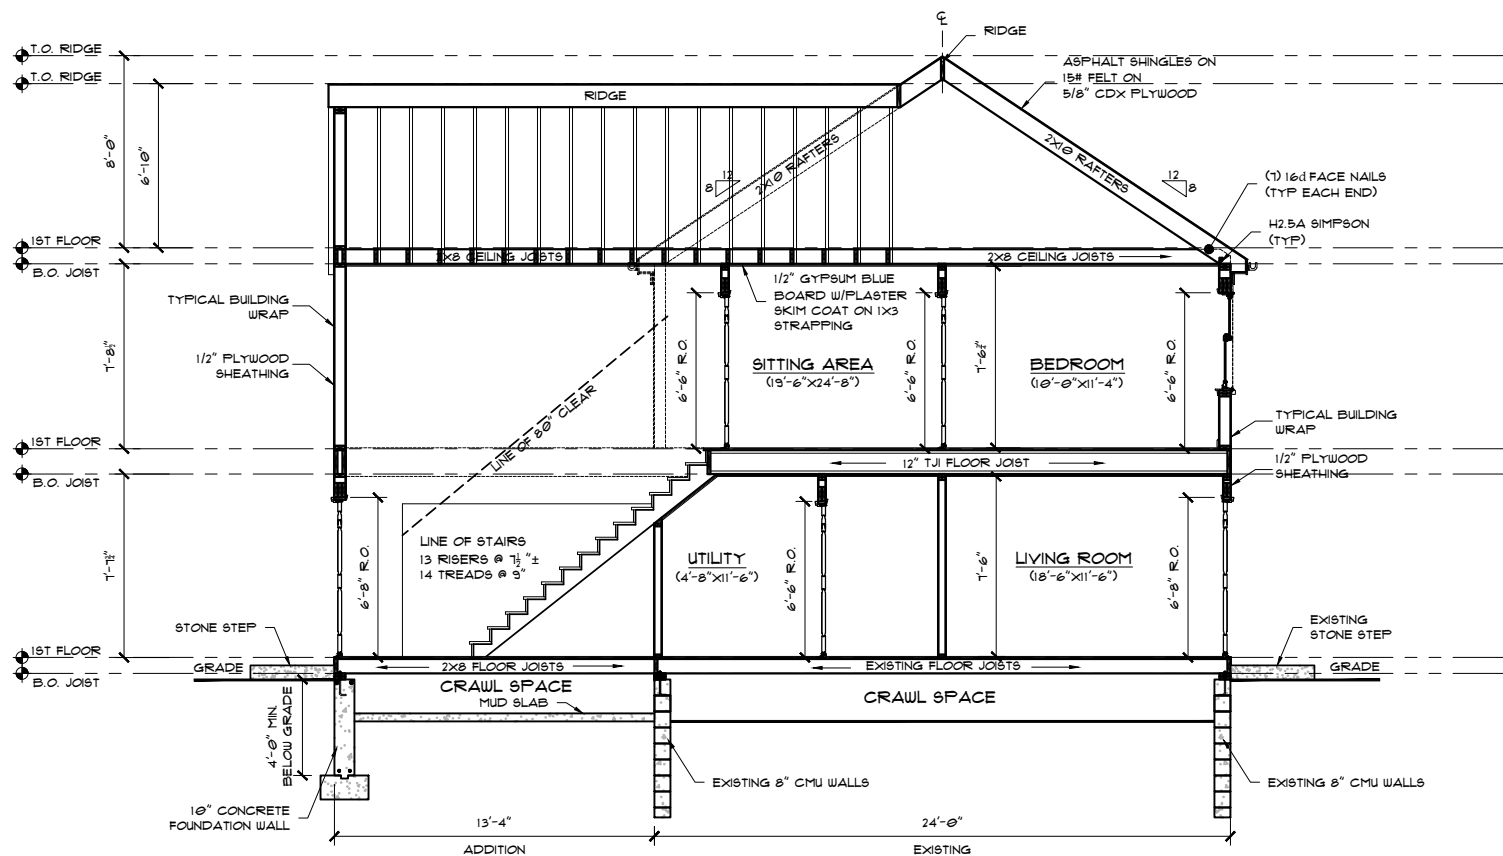 ℄
RIDGE
T.O. RIDGE
T.O. RIDGE
ASPHALT SHINGLES ON
15# FELT ON
5/8" CDX PLYWOOD
RIDGE
8'-0"
6'-10"
2X10 RAFTERS
2X10 RAFTERS
12
8
12
8
(7) 16d FACE NAILS
(TYP EACH END)
H2.5A SIMPSON
(TYP)
1ST FLOOR
B.O. JOIST
2X8 CEILING JOISTS
2X8 CEILING JOISTS
1/2" GYPSUM BLUE
BOARD W/PLASTER
SKIM COAT ON 1X3
STRAPPING
TYPICAL BUILDING
WRAP
1/2" PLYWOOD
SHEATHING
7'-8½"
6'-6" R.O.
SITTING AREA
(19'-6"X24'-8")
6'-6" R.O.
7'-6¾"
BEDROOM
(10'-0"X11'-4")
6'-6" R.O.
LINE OF 80" CLEAR
TYPICAL BUILDING
WRAP
1ST FLOOR
B.O. JOIST
12" TJI FLOOR JOIST
1/2" PLYWOOD
SHEATHING
LINE OF STAIRS
13 RISERS @ 7½"±
14 TREADS @ 9"
6'-8" R.O.
UTILITY
(4'-8"X11'-6")
6'-6" R.O.
7'-6"
LIVING ROOM
(18'-6"X11'-6")
6'-8" R.O.
STONE STEP
EXISTING
STONE STEP
1ST FLOOR
B.O. JOIST
GRADE
2X8 FLOOR JOISTS
EXISTING FLOOR JOISTS
GRADE
CRAWL SPACE
MUD SLAB
CRAWL SPACE
4'-0" MIN.
BELOW GRADE
EXISTING 8" CMU WALLS
EXISTING 8" CMU WALLS
10" CONCRETE
FOUNDATION WALL
13'-4"
ADDITION
24'-0"
EXISTING